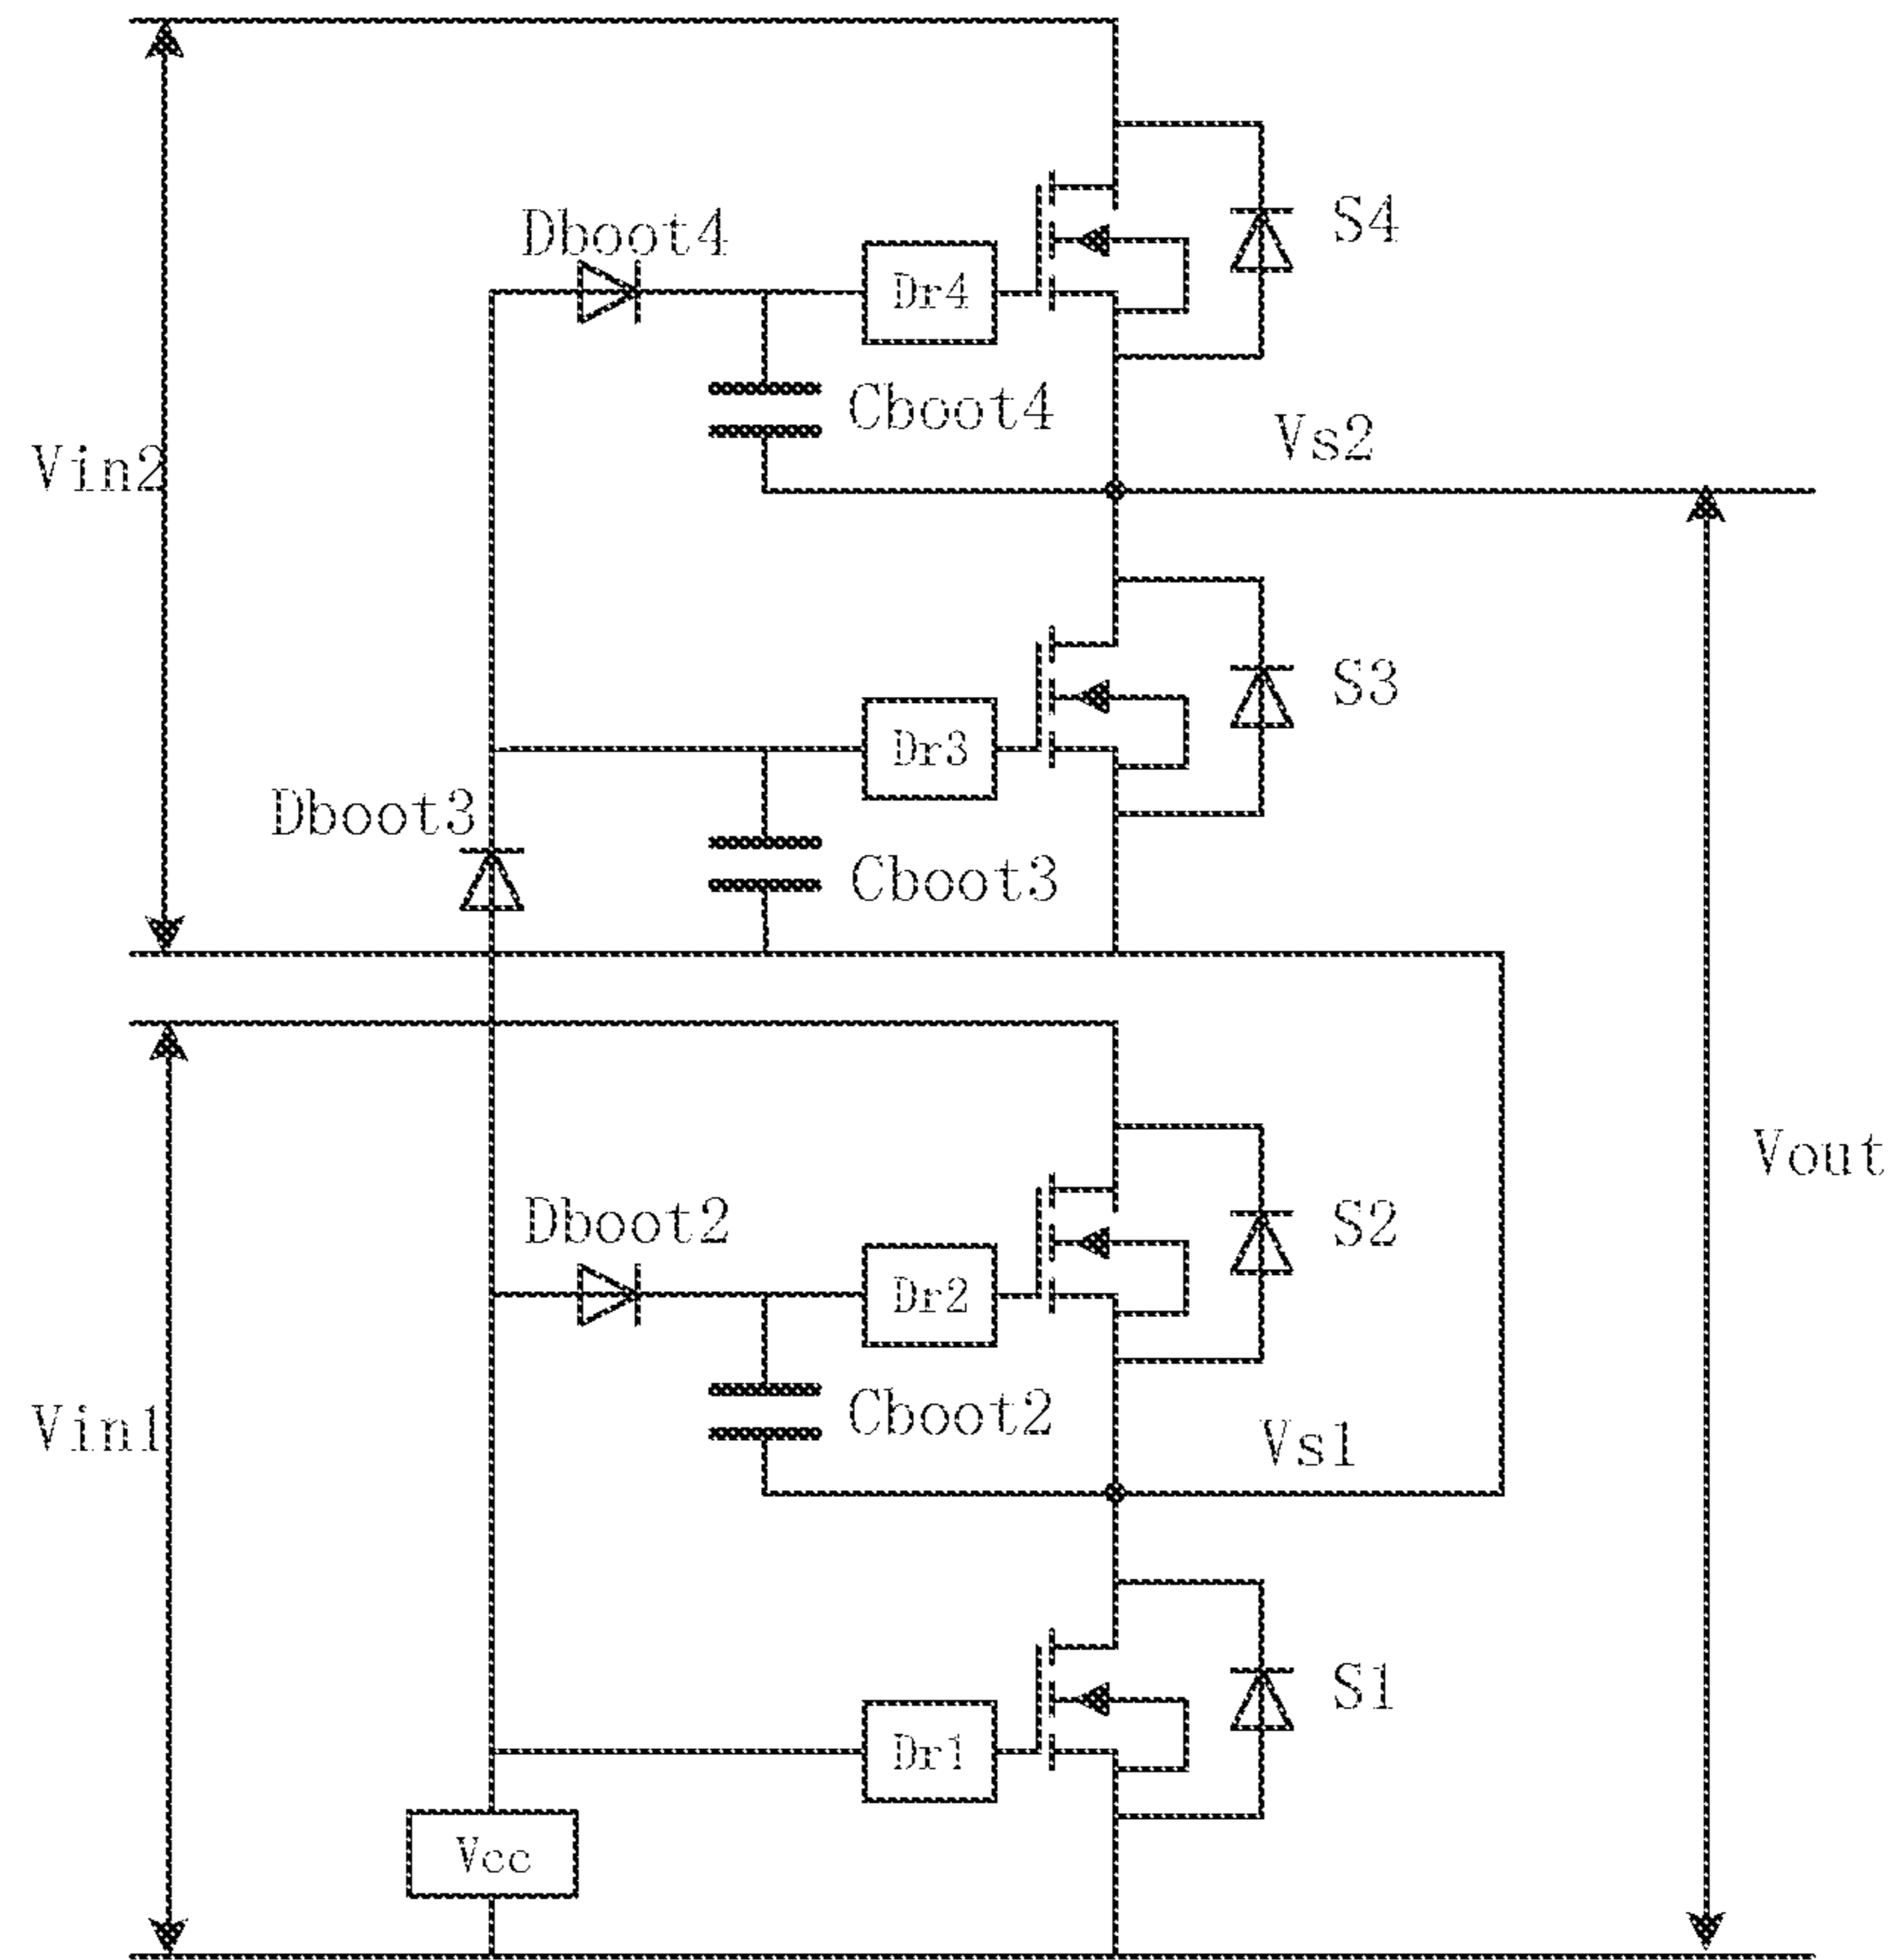 Dboot4
S4
Dr4
Cboot4
Vs2
Vin2
S3
Dr3
Dboot3
Cboot3
Vout
Dboot2
S2
Dr2
Cboot2
Vin1
Vs1
S1
Dr1
Vcc